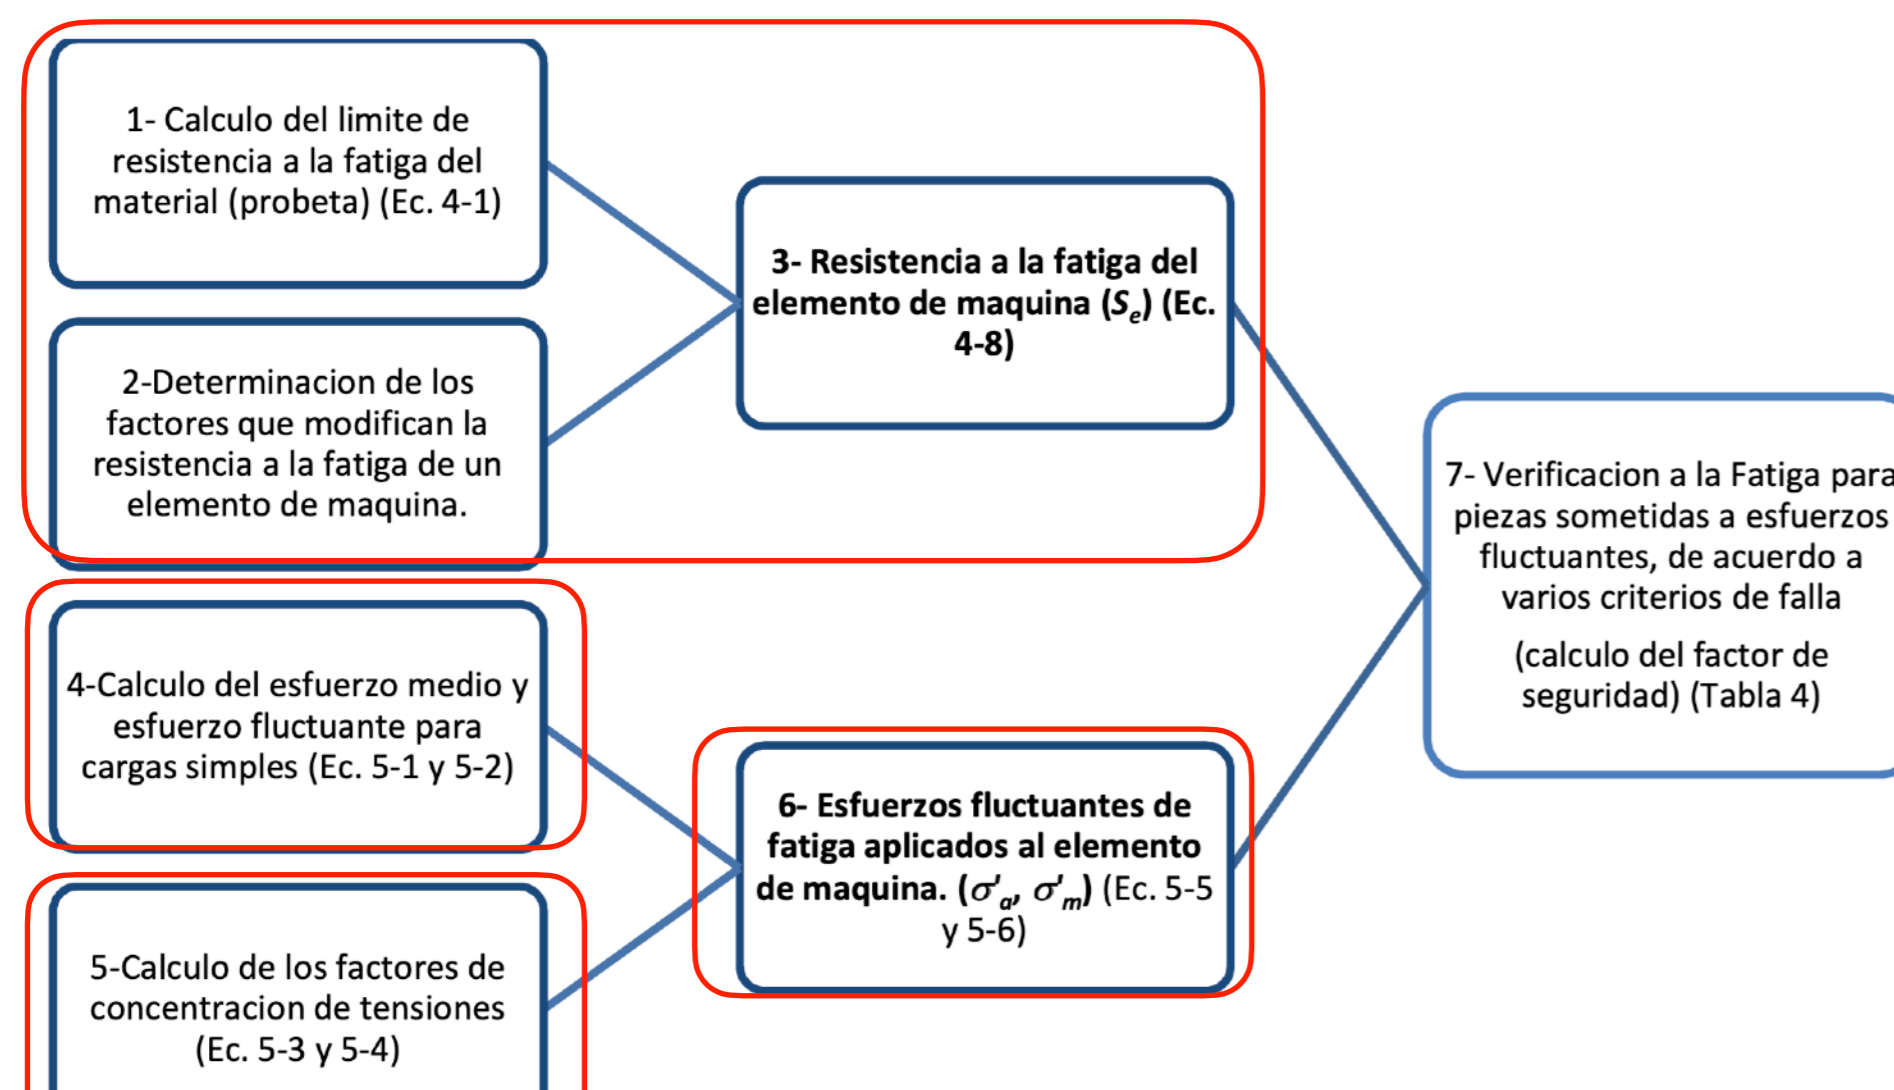 1- Calculo del limite de
resistencia a la fatiga del
material (probeta) (Ec. 4-1)
2-Determinacion de los
factores que modifican la
resistencia a la fatiga de un
elemento de maquina.
3- Resistencia a la fatiga del
elemento de maquina (Se) (Ec.
4-8)
4-Calculo del esfuerzo medio y
esfuerzo fluctuante para
cargas simples (Ec. 5-1 y 5-2)
5-Calculo de los factores de
concentracion de tensiones
(Ec. 5-3 y 5-4)
6- Esfuerzos fluctuantes de
fatiga aplicados al elemento
de maquina. (σ'a, σ'm) (Ec. 5-5
y 5-6)
7- Verificacion a la Fatiga para
piezas sometidas a esfuerzos
fluctuantes, de acuerdo a
varios criterios de falla
(calculo del factor de
seguridad) (Tabla 4)